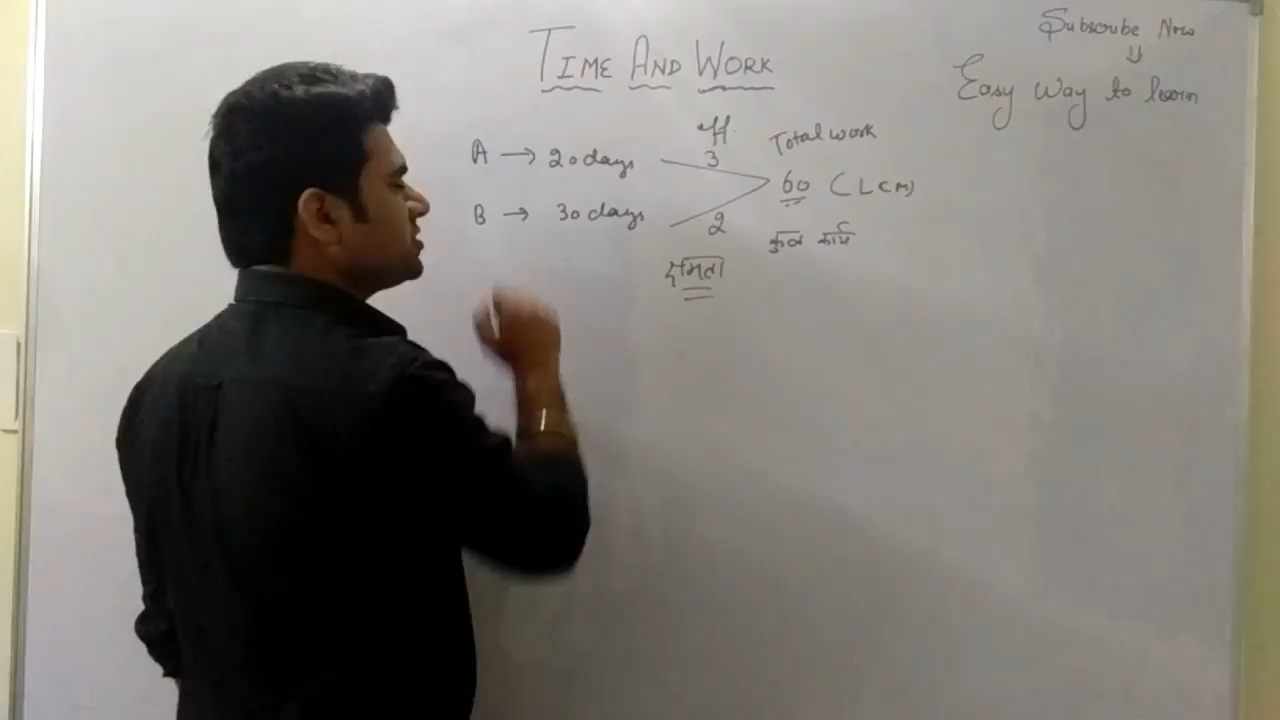 Subscribe Now
⇓
Easy Way to learn
TIME AND WORK
eff.
Total work
A → 20 days 3
60 (LCM)
B → 30 days 2
कुल कार्य
क्षमता